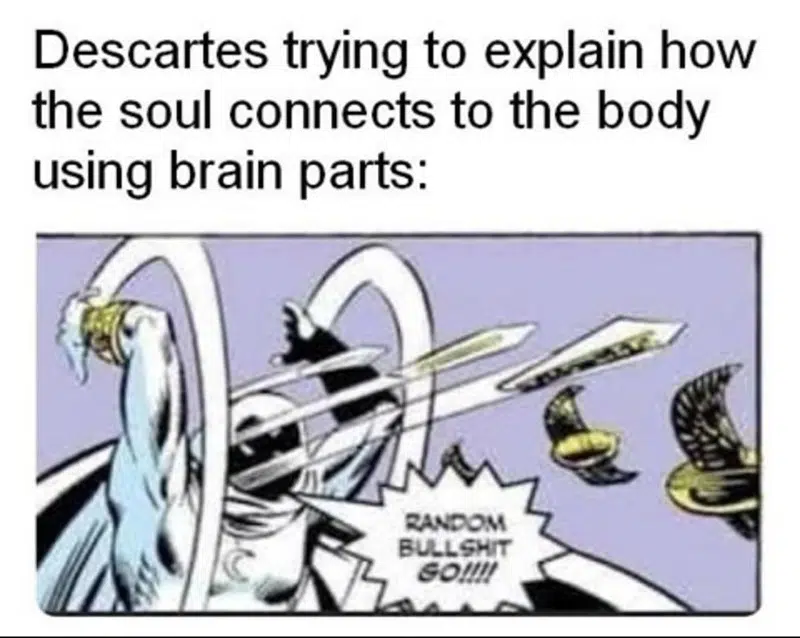 Descartes trying to explain how
the soul connects to the body
using brain parts:
RANDOM
BULLSHIT
GO!!!!